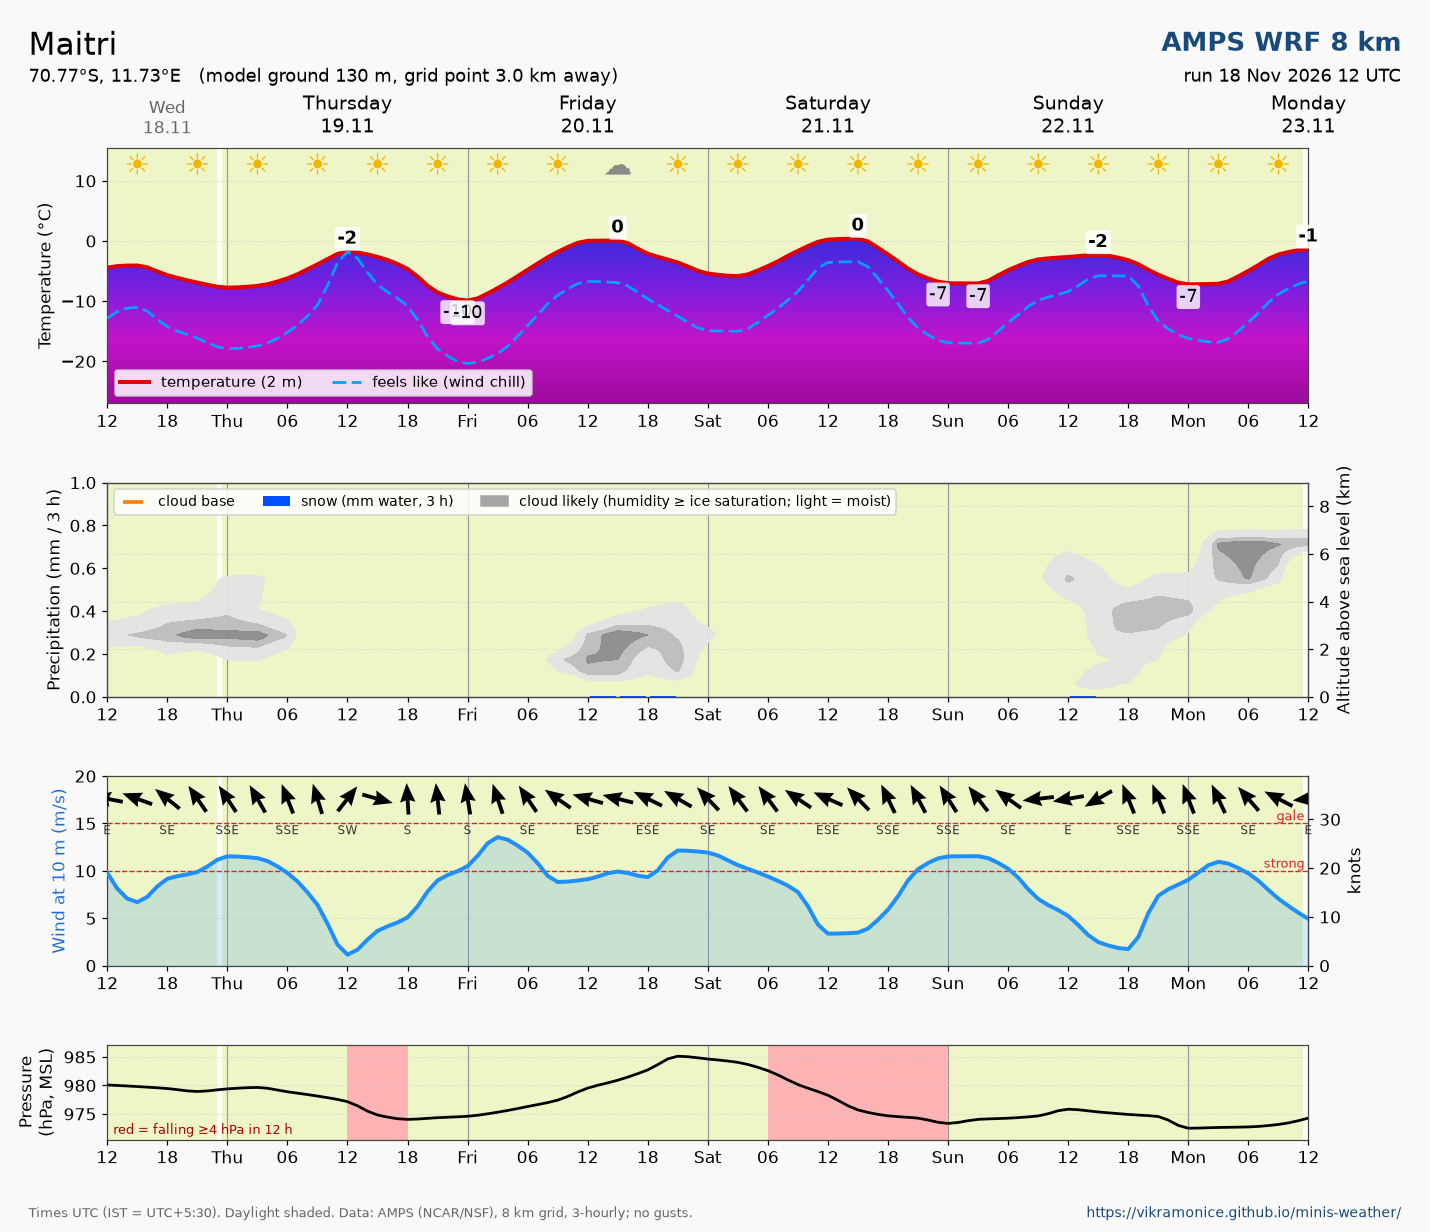 Maitri
AMPS WRF 8 km
70.77°S, 11.73°E (model ground 130 m, grid point 3.0 km away)
run 18 Nov 2026 12 UTC
Wed Thursday Friday Saturday Sunday Monday
18.11 19.11 20.11 21.11 22.11 23.11
Temperature (°C)
10
0
−10
−20
-2 0 0 -2 -1
-10 -7 -7 -7
temperature (2 m) feels like (wind chill)
12 18 Thu 06 12 18 Fri 06 12 18 Sat 06 12 18 Sun 06 12 18 Mon 06 12
Precipitation (mm / 3 h)
1.0
0.8
0.6
0.4
0.2
0.0
cloud base snow (mm water, 3 h) cloud likely (humidity ≥ ice saturation; light = moist)
Altitude above sea level (km)
8
6
4
2
0
12 18 Thu 06 12 18 Fri 06 12 18 Sat 06 12 18 Sun 06 12 18 Mon 06 12
Wind at 10 m (m/s)
20
15
10
5
0
E SE SSE SSE SW S S SE ESE ESE SE SE ESE SSE SSE SE E SSE SSE SE E
gale
strong
knots
30
20
10
0
12 18 Thu 06 12 18 Fri 06 12 18 Sat 06 12 18 Sun 06 12 18 Mon 06 12
Pressure
(hPa, MSL)
985
980
975
red = falling ≥4 hPa in 12 h
12 18 Thu 06 12 18 Fri 06 12 18 Sat 06 12 18 Sun 06 12 18 Mon 06 12
Times UTC (IST = UTC+5:30). Daylight shaded. Data: AMPS (NCAR/NSF), 8 km grid, 3-hourly; no gusts.
https://vikramonice.github.io/minis-weather/